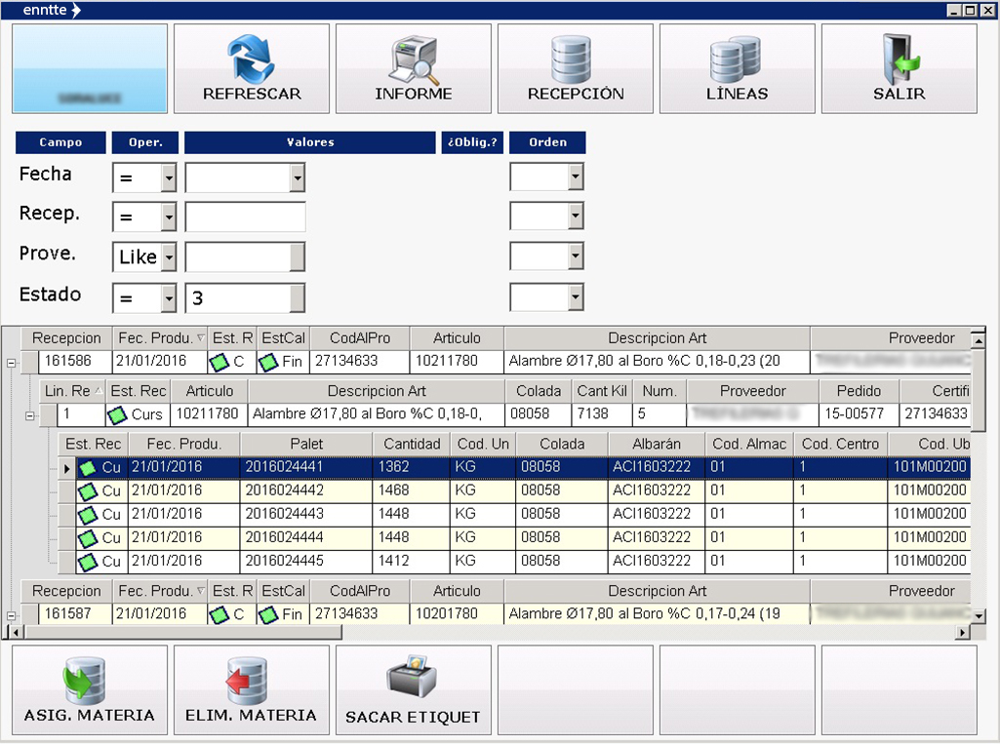 enntte
REFRESCAR INFORME RECEPCIÓN LÍNEAS SALIR
Campo Oper. Valores ¿Oblig.? Orden
Fecha =
Recep. =
Prove. Like
Estado = 3
Recepcion Fec. Produ. Est. R EstCal CodAlPro Articulo Descripcion Art Proveedor
161586 21/01/2016 C Fin 27134633 10211780 Alambre Ø17,80 al Boro %C 0,18-0,23 (20
Lin. Re Est. Rec Articulo Descripcion Art Colada Cant Kil Num. Proveedor Pedido Certifi
1 Curs 10211780 Alambre Ø17,80 al Boro %C 0,18-0, 08058 7138 5 15-00577 27134633
Est. Rec Fec. Produ. Palet Cantidad Cod. Un Colada Albarán Cod. Almac Cod. Centro Cod. Ub
Cu 21/01/2016 2016024441 1362 KG 08058 ACI1603222 01 1 101M00200
Cu 21/01/2016 2016024442 1468 KG 08058 ACI1603222 01 1 101M00200
Cu 21/01/2016 2016024443 1448 KG 08058 ACI1603222 01 1 101M00200
Cu 21/01/2016 2016024444 1448 KG 08058 ACI1603222 01 1 101M00200
Cu 21/01/2016 2016024445 1412 KG 08058 ACI1603222 01 1 101M00200
Recepcion Fec. Produ. Est. R EstCal CodAlPro Articulo Descripcion Art Proveedor
161587 21/01/2016 C Fin 27134633 10201780 Alambre Ø17,80 al Boro %C 0,17-0,24 (19
ASIG. MATERIA ELIM. MATERIA SACAR ETIQUET